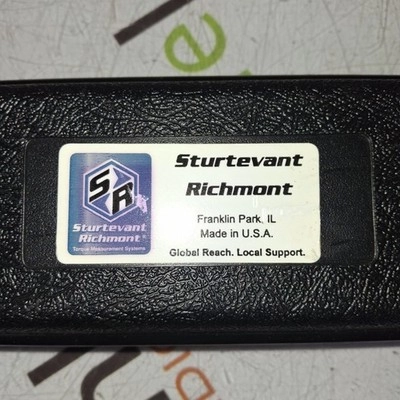 SR
Sturtevant
Richmont®
Torque Measurement Systems
Sturtevant
Richmont
Franklin Park, IL
Made in U.S.A.
Global Reach. Local Support.